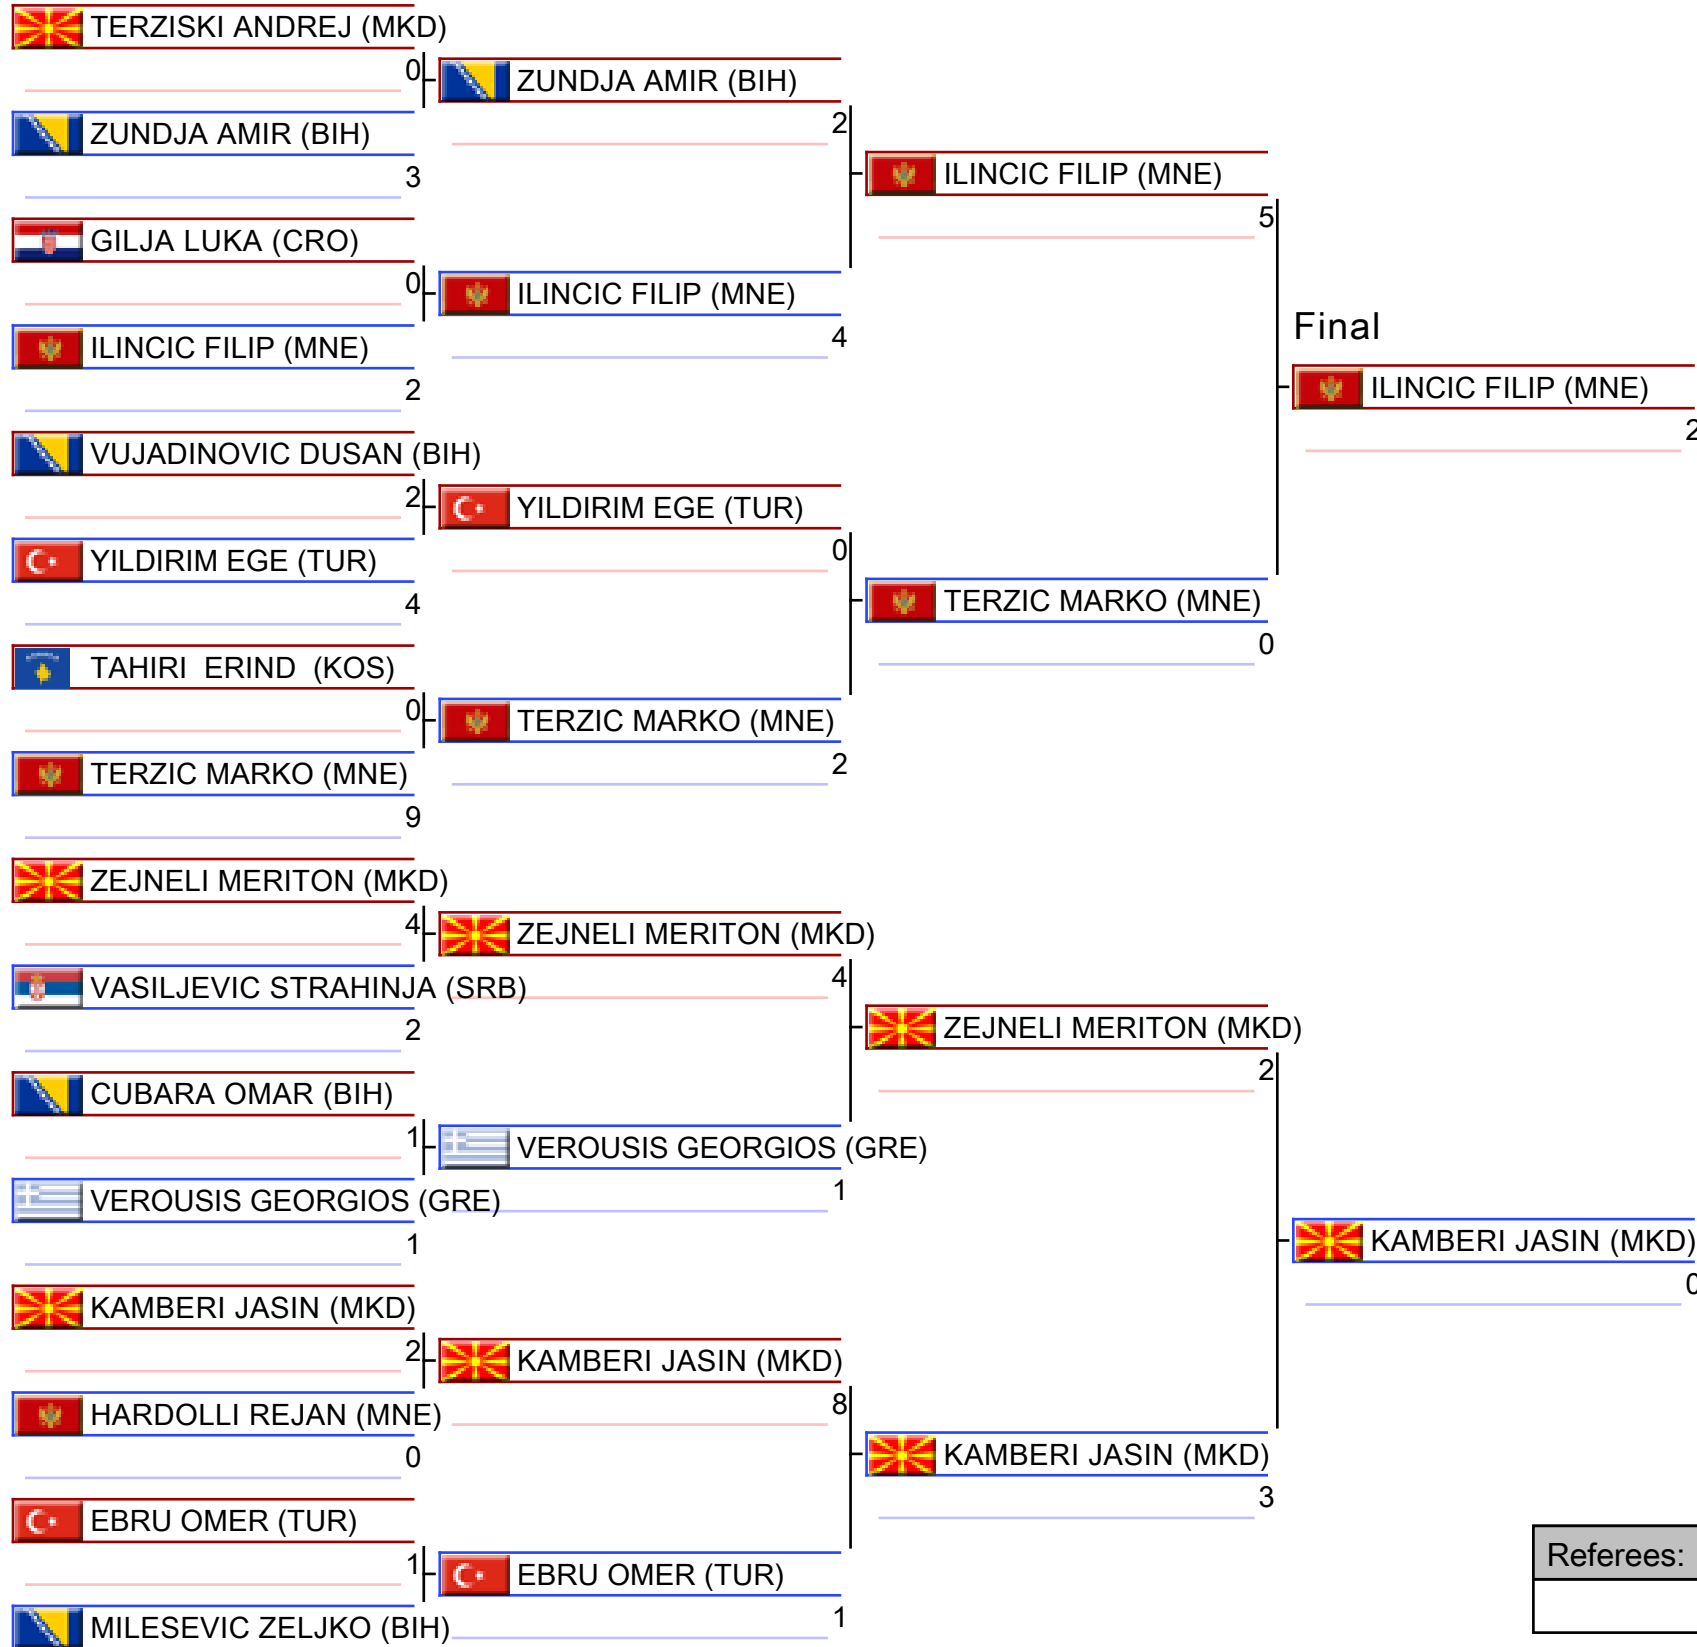 TERZISKI ANDREJ (MKD)
0
ZUNDJA AMIR (BIH)
3
GILJA LUKA (CRO)
0
ILINCIC FILIP (MNE)
2
VUJADINOVIC DUSAN (BIH)
2
YILDIRIM EGE (TUR)
4
TAHIRI ERIND (KOS)
0
TERZIC MARKO (MNE)
9
ZEJNELI MERITON (MKD)
4
VASILJEVIC STRAHINJA (SRB)
2
CUBARA OMAR (BIH)
1
VEROUSIS GEORGIOS (GRE)
1
KAMBERI JASIN (MKD)
2
HARDOLLI REJAN (MNE)
0
EBRU OMER (TUR)
1
MILESEVIC ZELJKO (BIH)
ZUNDJA AMIR (BIH)
2
ILINCIC FILIP (MNE)
4
YILDIRIM EGE (TUR)
0
TERZIC MARKO (MNE)
2
ZEJNELI MERITON (MKD)
4
VEROUSIS GEORGIOS (GRE)
1
KAMBERI JASIN (MKD)
8
EBRU OMER (TUR)
1
ILINCIC FILIP (MNE)
5
TERZIC MARKO (MNE)
0
ZEJNELI MERITON (MKD)
2
KAMBERI JASIN (MKD)
3
Final
ILINCIC FILIP (MNE)
2
KAMBERI JASIN (MKD)
0
Referees: